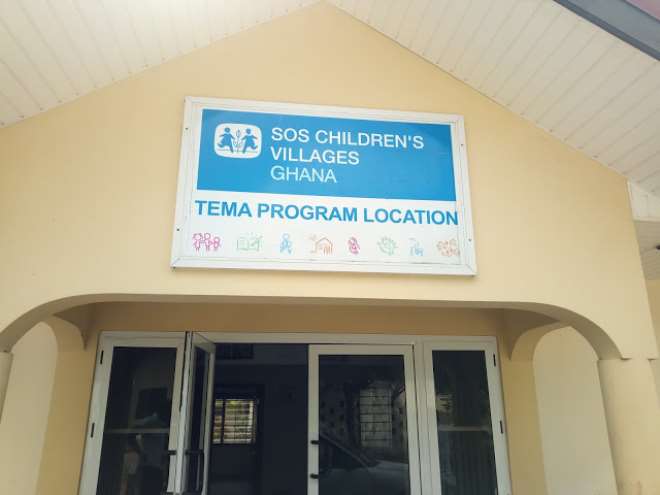 SOS CHILDREN'S
VILLAGES
GHANA
TEMA PROGRAM LOCATION